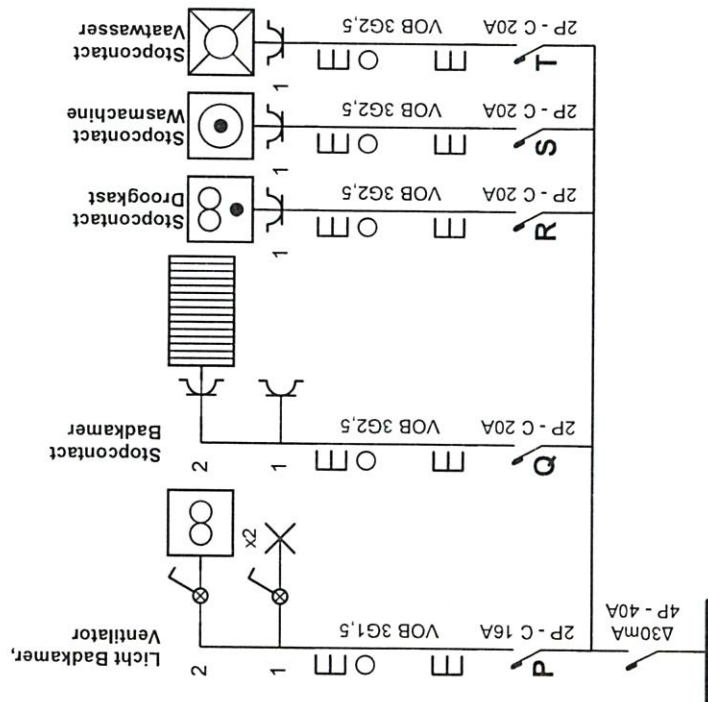 Δ30mA
4P - 40A
P
2P - C 16A
VOB 3G1,5
1
x2
2
Licht Badkamer,
Ventilator
Q
2P - C 20A
VOB 3G2,5
1
2
Stopcontact
Badkamer
R
2P - C 20A
VOB 3G2,5
1
Stopcontact
Droogkast
S
2P - C 20A
VOB 3G2,5
1
Stopcontact
Wasmachine
T
2P - C 20A
VOB 3G2,5
1
Stopcontact
Vaatwasser